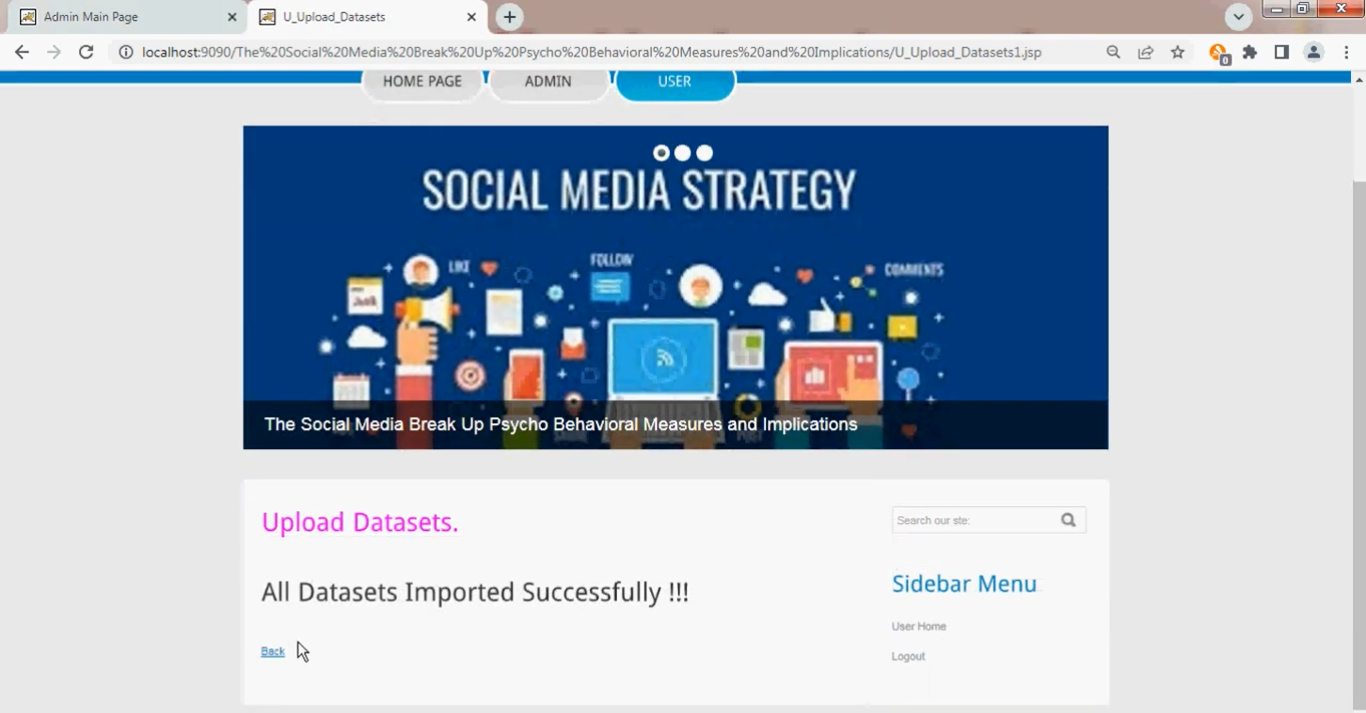 Admin Main Page
U_Upload_Datasets
localhost:9090/The%20Social%20Media%20Break%20Up%20Psycho%20Behavioral%20Measures%20and%20Implications/U_Upload_Datasets1.jsp
0
HOME PAGE
ADMIN
USER
SOCIAL MEDIA STRATEGY
LIKE
FOLLOW
COMMENTS
The Social Media Break Up Psycho Behavioral Measures and Implications
Upload Datasets.
Search our ste:
All Datasets Imported Successfully !!!
Sidebar Menu
User Home
Back
Logout